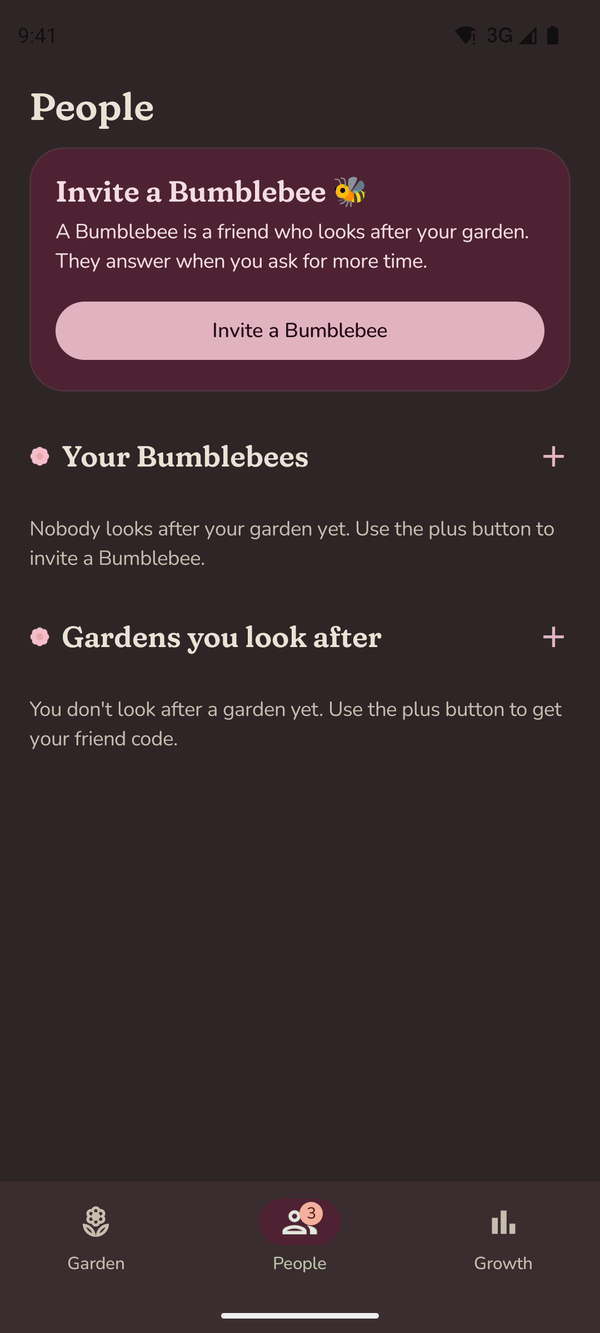 9:41
3G
People
Invite a Bumblebee 🐝
A Bumblebee is a friend who looks after your garden.
They answer when you ask for more time.
Invite a Bumblebee
Your Bumblebees
Nobody looks after your garden yet. Use the plus button to
invite a Bumblebee.
Gardens you look after
You don't look after a garden yet. Use the plus button to get
your friend code.
3
Garden
People
Growth